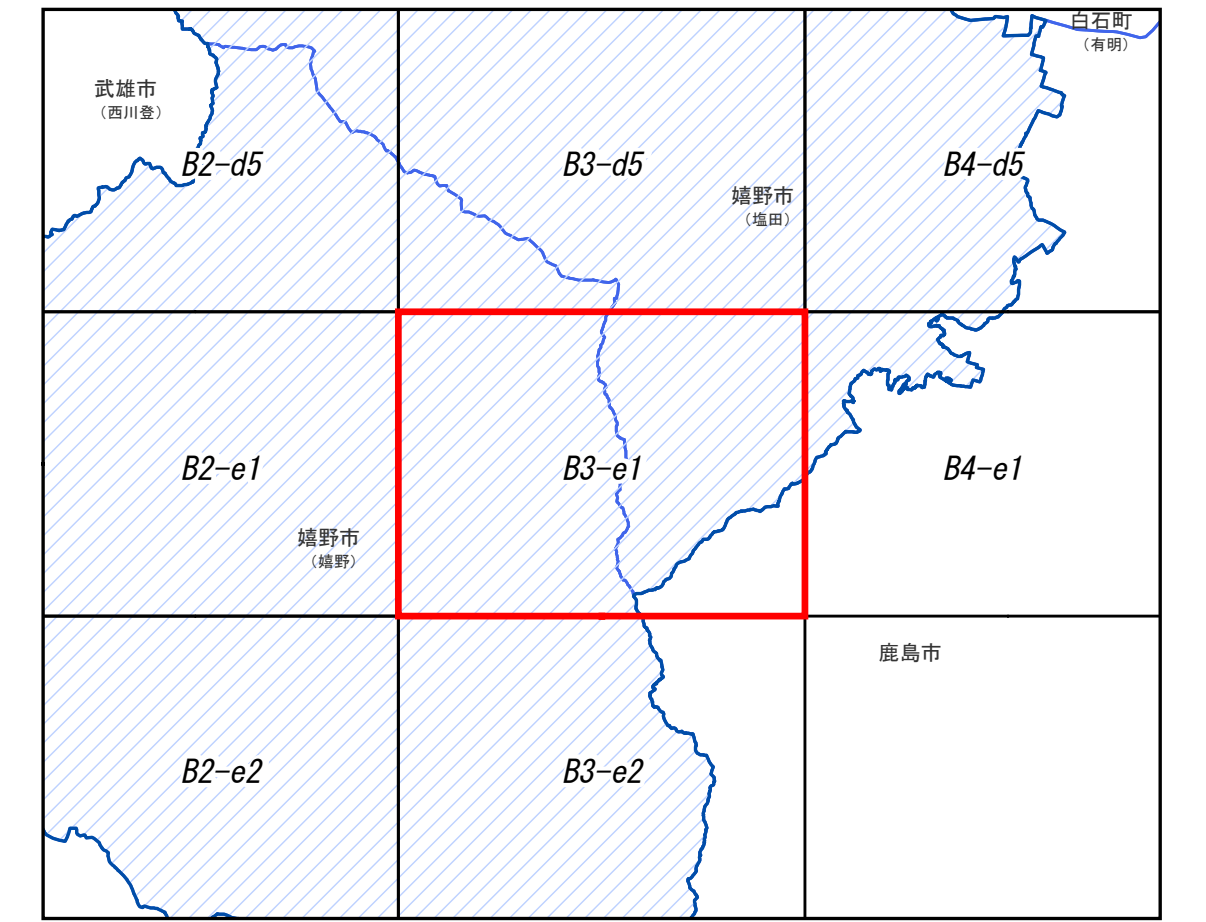 白石町
（有明）
武雄市
（西川登）
B2-d5
B3-d5
B4-d5
嬉野市
（塩田）
B2-e1
B3-e1
B4-e1
嬉野市
（嬉野）
鹿島市
B2-e2
B3-e2